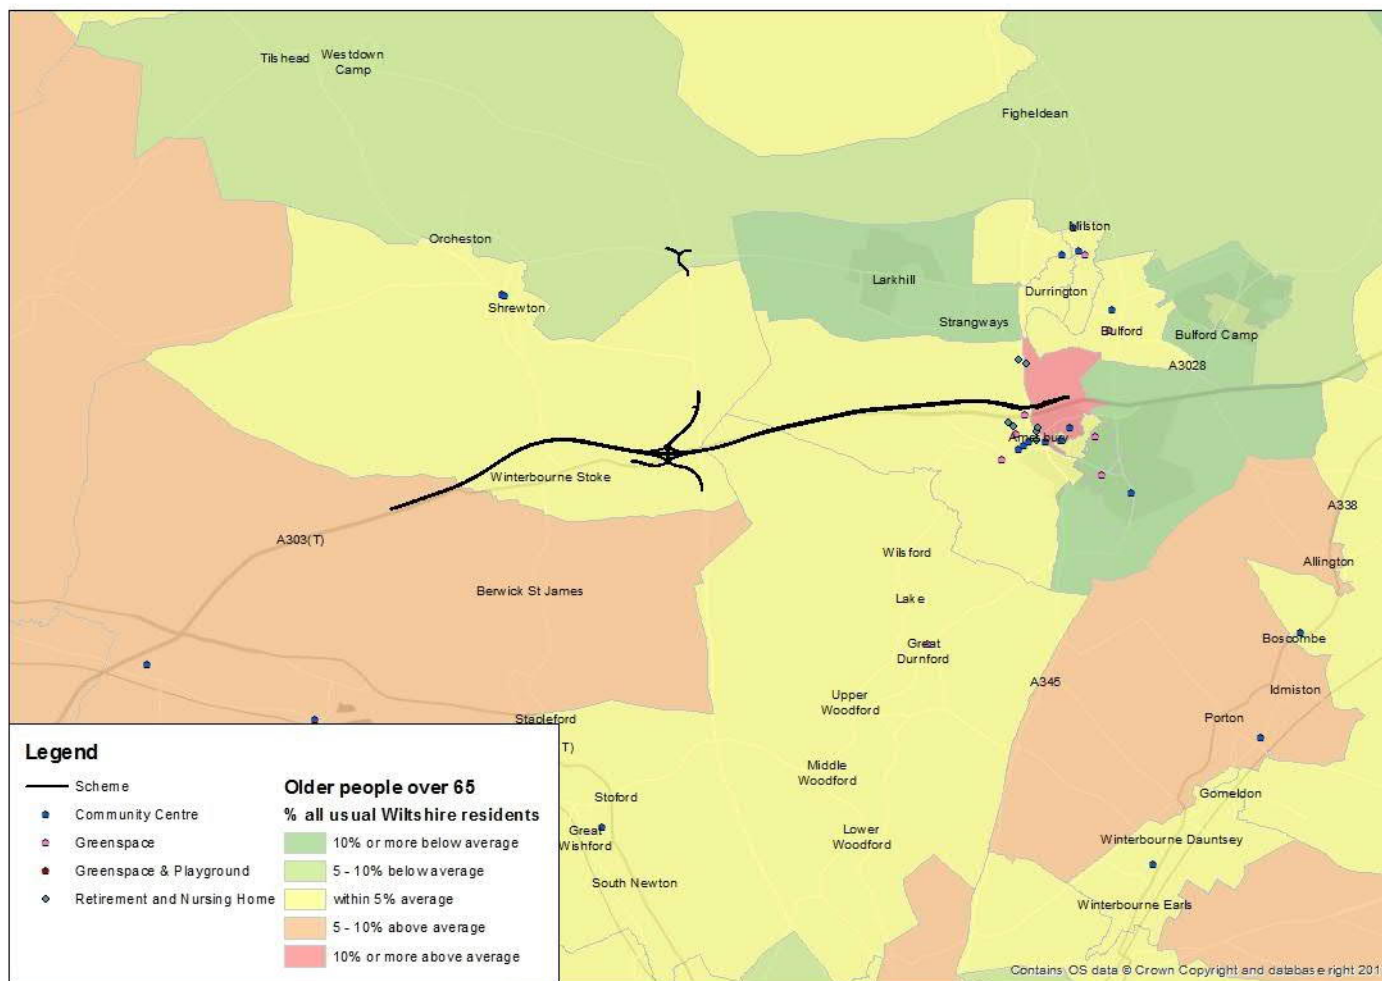 Tilshead
Westdown
Camp
Figheldean
Milston
Orcheston
Larkhill
Durrington
Shrewton
Strangways
Bulford
Bulford Camp
A3028
Amesbury
Winterbourne Stoke
A338
A303(T)
Wilsford
Allington
Berwick St James
Lake
Boscombe
Great
Durnford
A345
Idmiston
Upper
Woodford
Stapleford
Porton
T)
Middle
Woodford
Gomeldon
Stoford
Great
Wishford
Lower
Woodford
Winterbourne Dauntsey
South Newton
Winterbourne Earls
Legend
Scheme
Community Centre
Greenspace
Greenspace & Playground
Retirement and Nursing Home
Older people over 65
% all usual Wiltshire residents
10% or more below average
5 - 10% below average
within 5% average
5 - 10% above average
10% or more above average
Contains OS data © Crown Copyright and database right 201